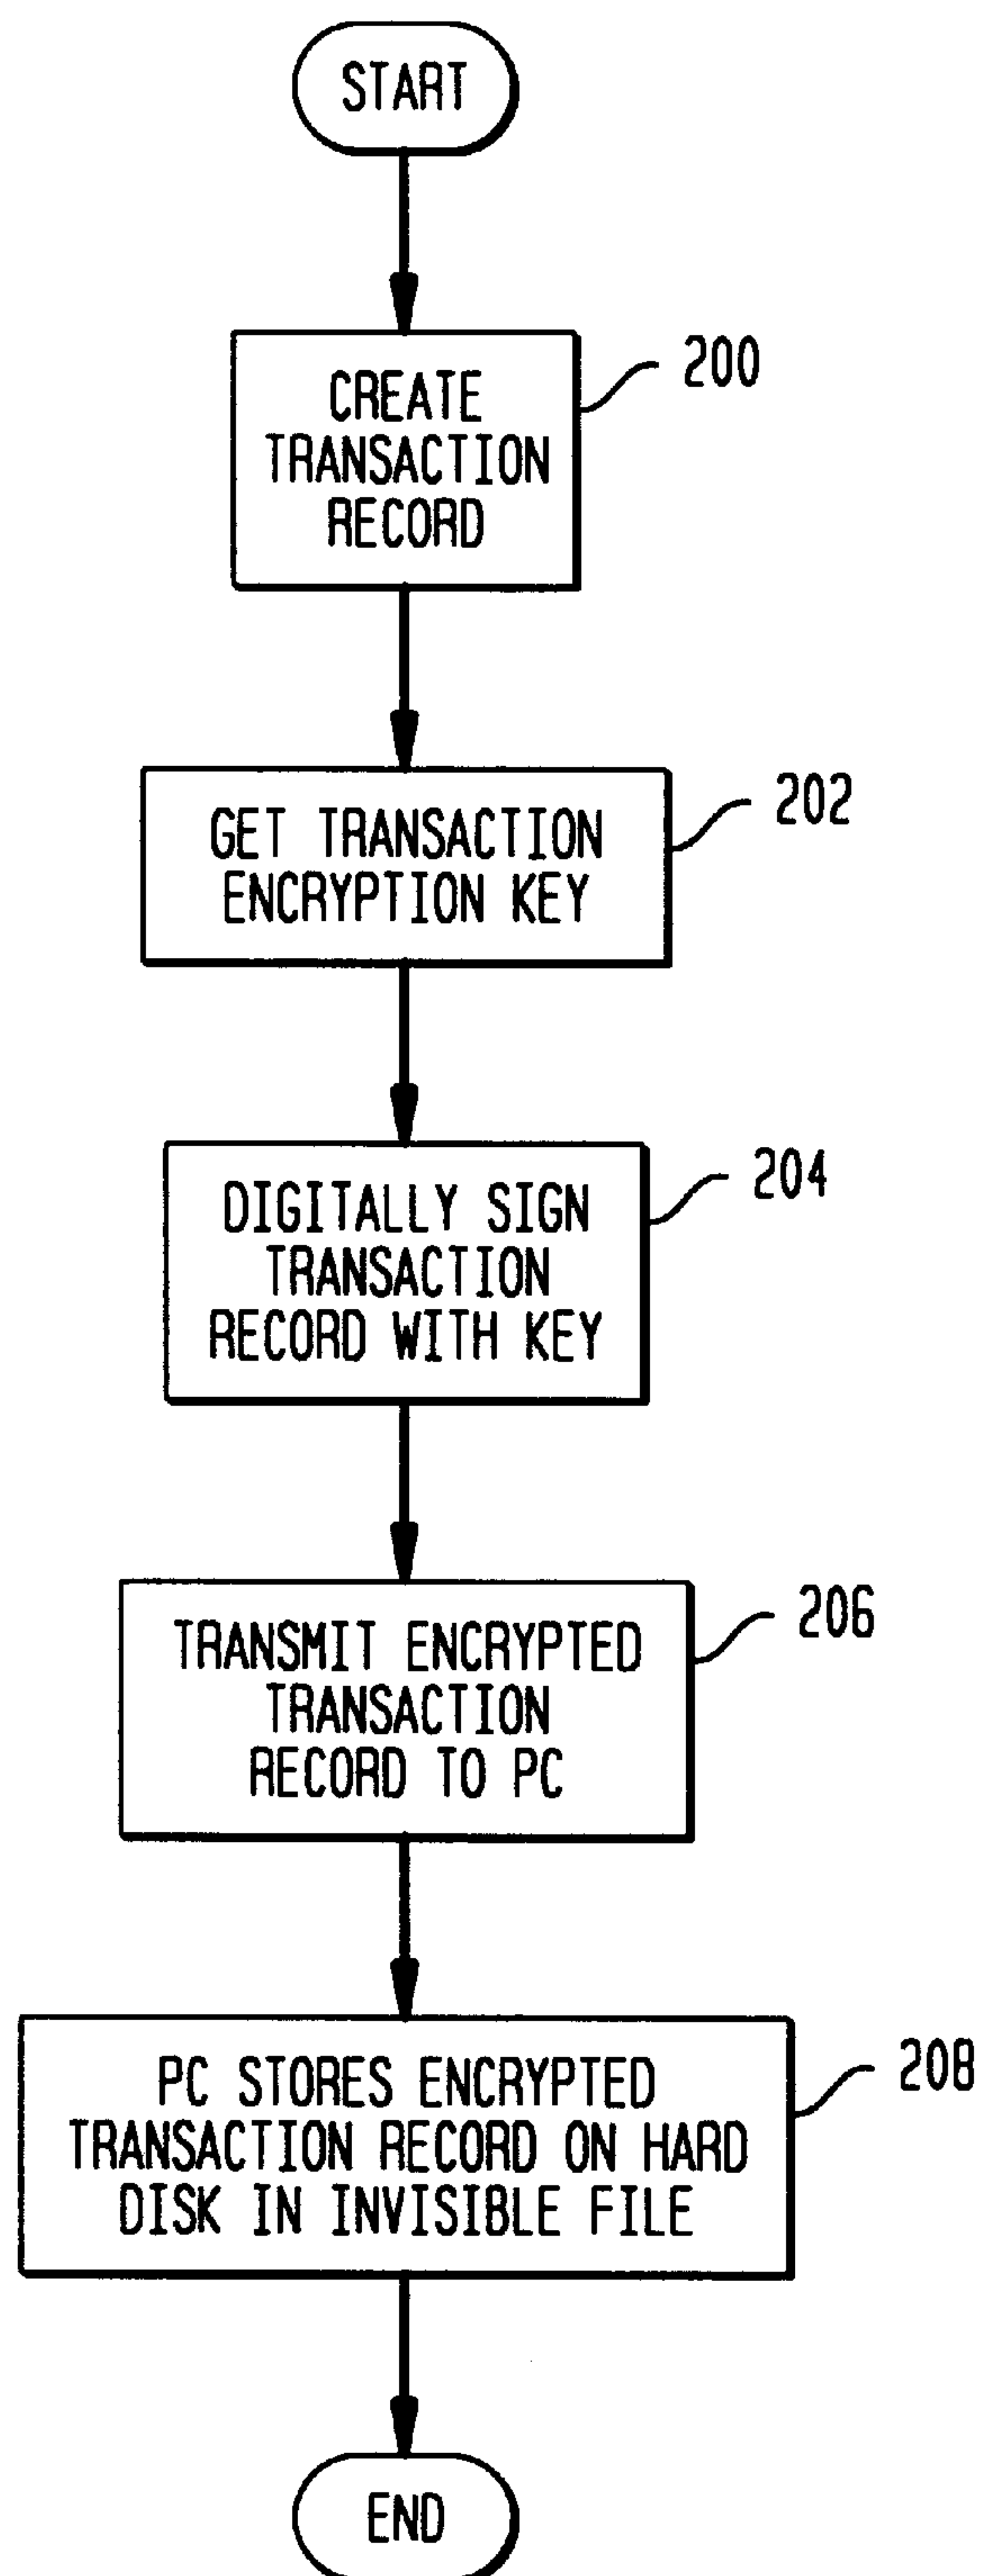 START
200
CREATE
TRANSACTION
RECORD
202
GET TRANSACTION
ENCRYPTION KEY
204
DIGITALLY SIGN
TRANSACTION
RECORD WITH KEY
206
TRANSMIT ENCRYPTED
TRANSACTION
RECORD TO PC
208
PC STORES ENCRYPTED
TRANSACTION RECORD ON HARD
DISK IN INVISIBLE FILE
END